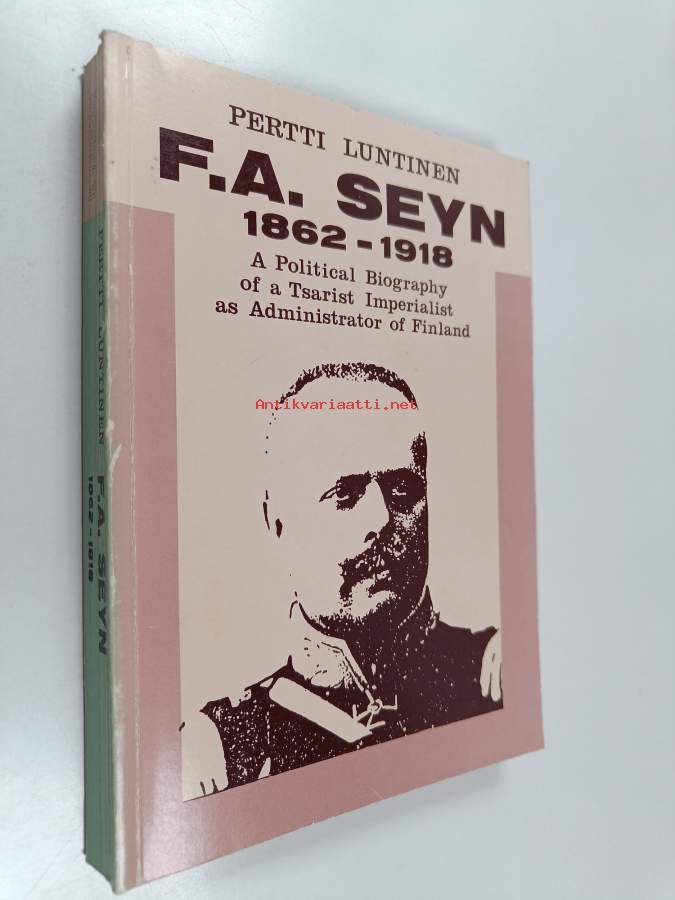 PERTTI LUNTINEN
F.A. SEYN
1862 – 1918
A Political Biography
of a Tsarist Imperialist
as Administrator of Finland
Antikvariaatti.net
PERTTI LUNTINEN F.A. SEYN
1862 – 1918